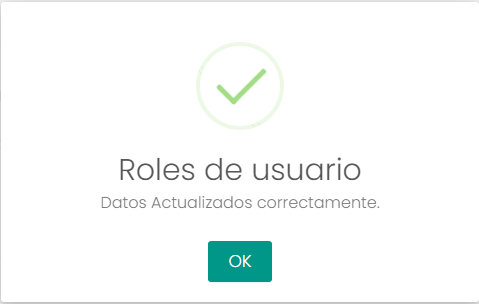 Roles de usuario
Datos Actualizados correctamente.
OK